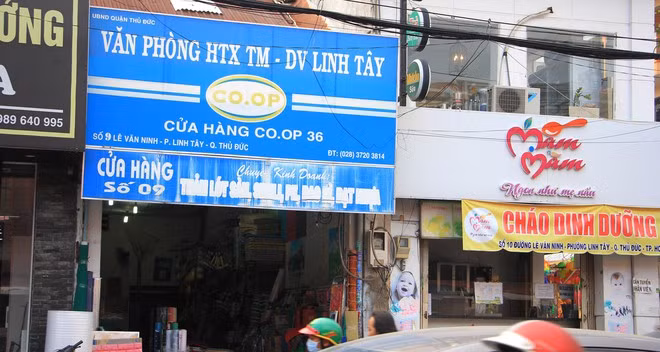 UBND QUẬN THỦ ĐỨC
VĂN PHÒNG HTX TM - DV LINH TÂY
CO.OP
CỬA HÀNG CO.OP 36
SỐ 9 LÊ VĂN NINH - P. LINH TÂY - Q. THỦ ĐỨC
ĐT: (028) 3720 3814
CỬA HÀNG
SỐ 09
Chuyên Kinh Doanh:
989 640 995
Măm
măm
Ngon như mẹ nấu
CHÁO DINH DƯỠNG
SỐ 10 ĐƯỜNG LÊ VĂN NINH - PHƯỜNG LINH TÂY - Q. THỦ ĐỨC - TP. HỒ